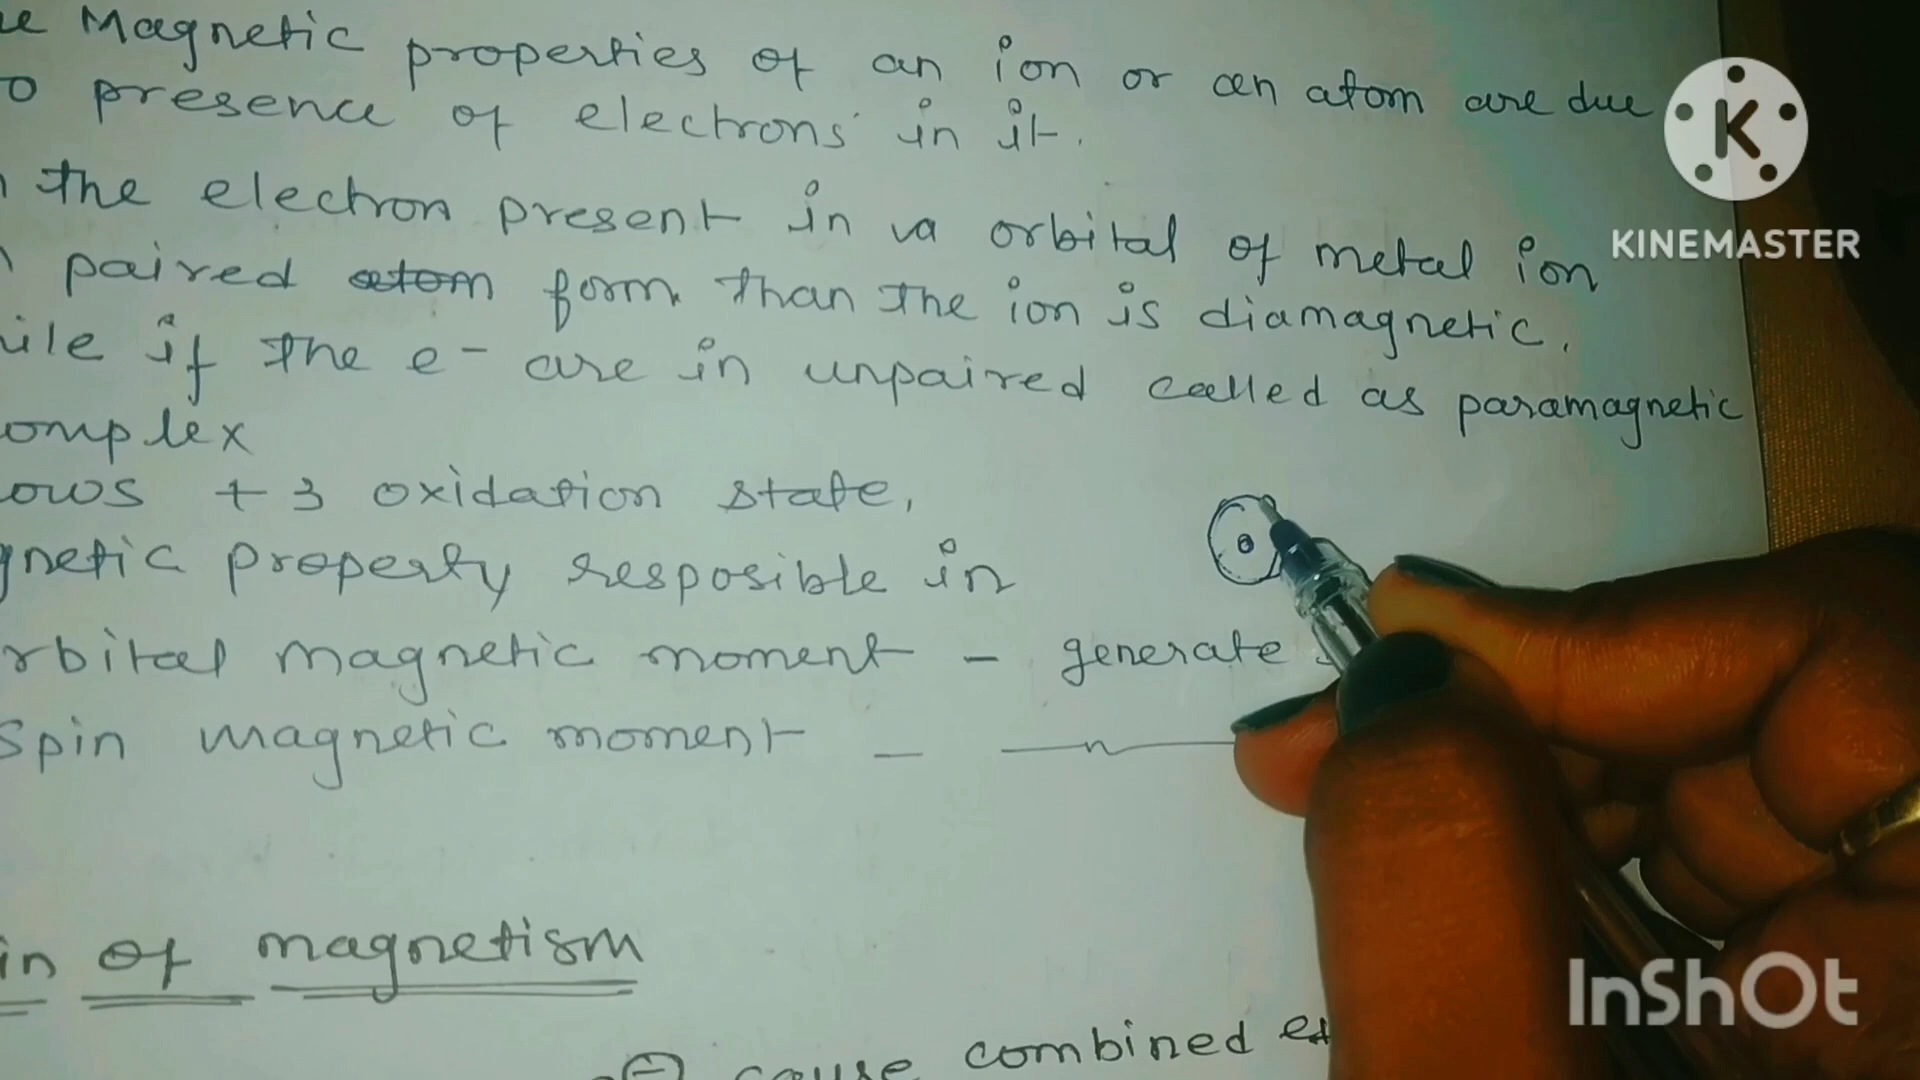 Magnetic properties of an ion or an atom are due
presence of electrons in it.
the electron present in a orbital of metal ion
paired atom form than the ion is diamagnetic.
if the e- are in unpaired called as paramagnetic
omplex
ows +3 oxidation state,
gnetic property resposible in
rbital magnetic moment - generate
Spin magnetic moment - —"—
in of magnetism
cause combined
K
KINEMASTER
InShOt